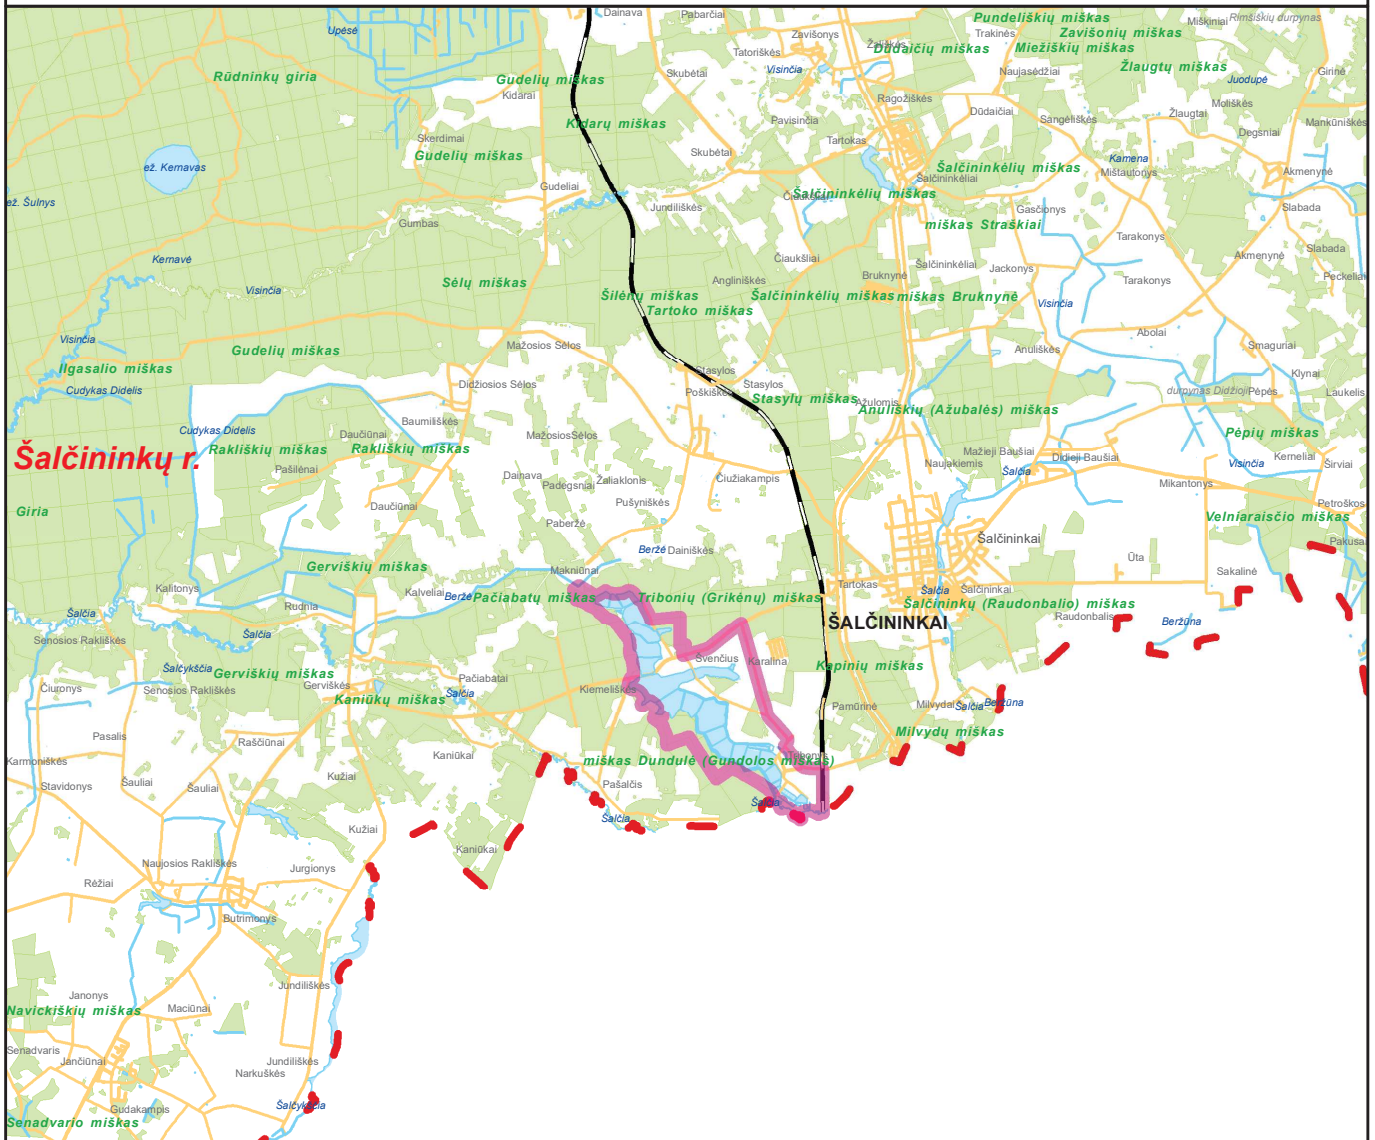 Dainava
Pabarčiai
Pundeliškių miškas
Miškiniai
Rimšiškių durpynas
Upėsė
Zavišonys
Trakinės
Zavišonių miškas
Žališkės
Dūdaičių miškas
Miežiškių miškas
Tatoriškės
Rūdninkų giria
Gudelių miškas
Skubėtai
Visinčia
Naujasėdžiai
Žlaugtų miškas
Girinė
Juodupė
Kidarai
Ragožiškės
Moliškės
Kidarų miškas
Pavisinčia
Dūdaičiai
Sangėliškės
Žlaugtai
Mankūniškės
Degsniai
Skerdimai
Tartokas
Gudelių miškas
Skubėtai
Kamena
ež. Kernavas
Šalčininkėlių miškas
Mištautonys
Akmenynė
Šalčininkėliai
Gudeliai
Šalčininkėlių miškas
ež. Šulnys
Jundiliškės
Gasčionys
Slabada
Gumbas
miškas Straškiai
Tarakonys
Slabada
Kernavė
Čiaukšliai
Šalčininkėliai
Jackonys
Akmenynė
Bruknynė
Peckeliai
Sėlų miškas
Angliniškės
Tarakonys
Visinčia
Šilėnų miškas
Šalčininkėlių miškas
miškas Bruknynė
Visinčia
Tartoko miškas
Abolai
Visinčia
Mažosios Sėlos
Smaguriai
Gudelių miškas
Anuliškės
Ilgasalio miškas
Stasylos
Klynai
Didžiosios Sėlos
Stasylos
Cudykas Didelis
Poškiškės
durpynas Didžioji
Pėpės
Laukelis
Stasylų miškas
Ažulomis
Anuliškių (Ažubalės) miškas
Baumiliškės
Cudykas Didelis
Daučiūnai
MažosiosSėlos
Pėpių miškas
Rakliškių miškas
Rakliškių miškas
Mažieji Baušiai
Didieji Baušiai
Kerneliai
Šalčininkų r.
Naujakiemis
Visinčia
Širviai
Pašilėnai
Šalčia
Dainava
Žaliaklonis
Čiužiakampis
Padegsniai
Mikantonys
Pušyniškės
Petroškos
Daučiūnai
Giria
Velniaraisčio miškas
Paberžė
Šalčininkai
Pakusa
Beržė
Dainiškės
Ūta
Gerviškių miškas
Makniūnai
Sakalinė
Kalitonys
Tartokas
Kalveliai
Beržė
Pačiabatų miškas
Tribonių (Grikėnų) miškas
Šalčia
Šalčininkai
Rudnia
Šalčininkų (Raudonbalio) miškas
Šalčia
Raudonbalis
ŠALČININKAI
Beržūna
Senosios Rakliškės
Šalčia
Švenčius
Karalina
Kapinių miškas
Šalčykščia
Gerviškių miškas
Pačiabatai
Čiuronys
Senosios Rakliškės
Gerviškės
Kiemeliškės
Šalčia
Kaniūkų miškas
Pamūrinė
Milvydai
Šalčia
Beržūna
Pasalis
Raščiūnai
Milvydų miškas
Kaniūkai
Tribonys
Karmoniškės
miškas Dundulė (Gundolos miškas)
Kužiai
Stavidonys
Šauliai
Šauliai
Pašalčis
Šalčia
Šalčia
Kužiai
Kaniūkai
Naujosios Rakliškės
Jurgionys
Rėžiai
Butrimonys
Jundiliškės
Janonys
Maciūnai
Navickiškių miškas
Senadvaris
Jančiūnai
Jundiliškės
Narkuškės
Šalčykščia
Gudakampis
Senadvario miškas